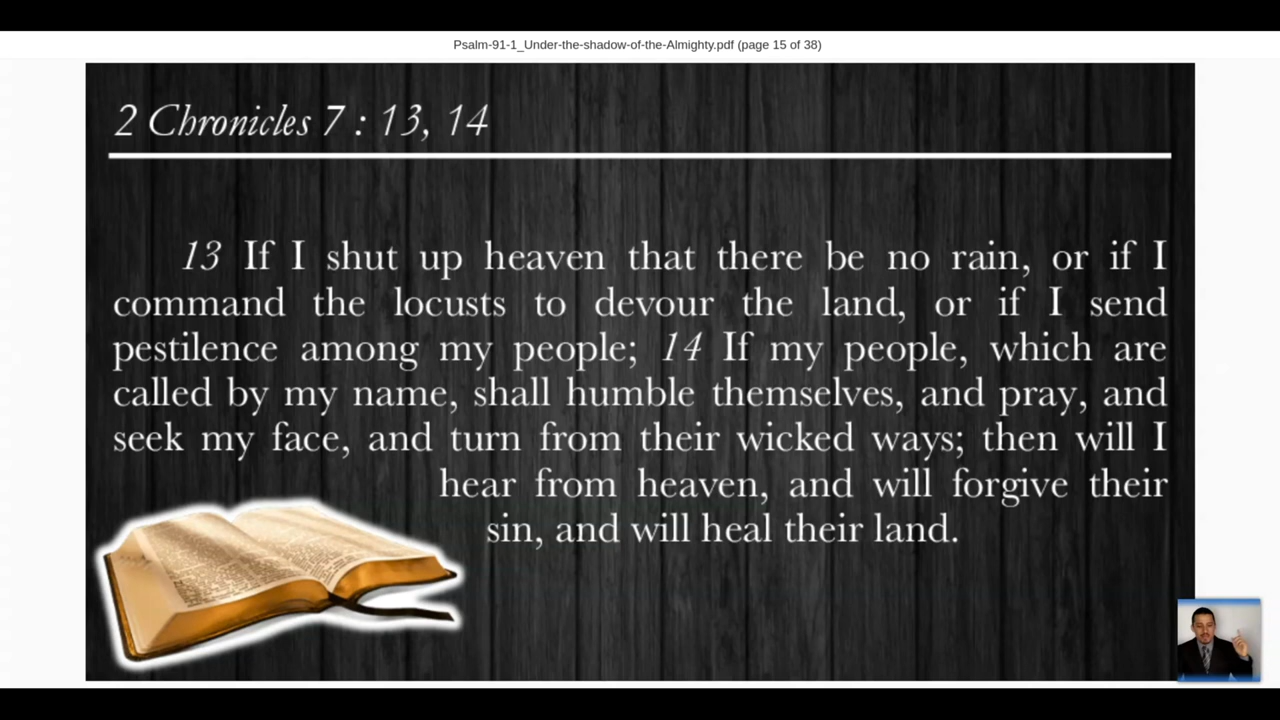 Psalm-91-1_Under-the-shadow-of-the-Almighty.pdf (page 15 of 38)
2 Chronicles 7 : 13, 14
13 If I shut up heaven that there be no rain, or if I
command the locusts to devour the land, or if I send
pestilence among my people; 14 If my people, which are
called by my name, shall humble themselves, and pray, and
seek my face, and turn from their wicked ways; then will I
hear from heaven, and will forgive their
sin, and will heal their land.